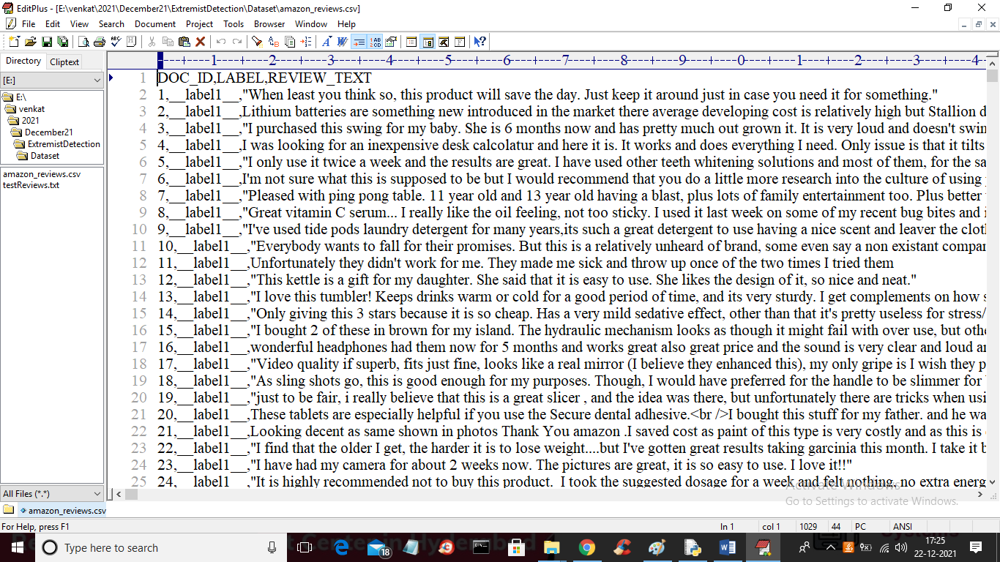 EditPlus - [E:\venkat\2021\December21\ExtremistDetection\Dataset\amazon_reviews.csv]
File Edit View Search Document Project Tools Browser Window Help
Directory Cliptext
[E:]
E:\
venkat
2021
December21
ExtremistDetection
Dataset
amazon_reviews.csv
testReviews.txt
----+----1----+----2----+----3----+----4----+----5----+----6----+----7----+----8----+----9----+----0----+----1----+----2----+----3----+----4-
1 DOC_ID,LABEL,REVIEW_TEXT
2 1,__label1__,"When least you think so, this product will save the day. Just keep it around just in case you need it for something."
3 2,__label1__,Lithium batteries are something new introduced in the market there average developing cost is relatively high but Stallion d
4 3,__label1__,"I purchased this swing for my baby. She is 6 months now and has pretty much out grown it. It is very loud and doesn't swin
5 4,__label1__,I was looking for an inexpensive desk calcolatur and here it is. It works and does everything I need. Only issue is that it tilts
6 5,__label1__,"I only use it twice a week and the results are great. I have used other teeth whitening solutions and most of them, for the sa
7 6,__label1__,I'm not sure what this is supposed to be but I would recommend that you do a little more research into the culture of using
8 7,__label1__,"Pleased with ping pong table. 11 year old and 13 year old having a blast, plus lots of family entertainment too. Plus better
9 8,__label1__,"Great vitamin C serum... I really like the oil feeling, not too sticky. I used it last week on some of my recent bug bites and i
10 9,__label1__,"I've used tide pods laundry detergent for many years,its such a great detergent to use having a nice scent and leaver the clot
11 10,__label1__,"Everybody wants to fall for their promises. But this is a relatively unheard of brand, some even say a non existant compan
12 11,__label1__,Unfortunately they didn't work for me. They made me sick and throw up once of the two times I tried them
13 12,__label1__,"This kettle is a gift for my daughter. She said that it is easy to use. She likes the design of it, so nice and neat."
14 13,__label1__,"I love this tumbler! Keeps drinks warm or cold for a good period of time, and its very sturdy. I get complements on how s
15 14,__label1__,"Only giving this 3 stars because it is so cheap. Has a very mild sedative effect, other than that it's pretty useless for stress/
16 15,__label1__,"I bought 2 of these in brown for my island. The hydraulic mechanism looks as though it might fail with over use, but othe
17 16,__label1__,wonderful headphones had them now for 5 months and works great also great price and the sound is very clear and loud an
18 17,__label1__,"Video quality if superb, fits just fine, looks like a real mirror (I believe they enhanced this), my only gripe is I wish they p
19 18,__label1__,"As sling shots go, this is good enough for my purposes. Though, I would have preferred for the handle to be slimmer for
20 19,__label1__,"just to be fair, i really believe that this is a great slicer , and the idea was there, but unfortunately there are tricks when usi
21 20,__label1__,These tablets are especially helpful if you use the Secure dental adhesive.<br />I bought this stuff for my father. and he wa
22 21,__label1__,Looking decent as same shown in photos Thank You amazon .I saved cost as paint of this type is very costly and as this is
23 22,__label1__,"I find that the older I get, the harder it is to lose weight....but I've gotten great results taking garcinia this month. I take it b
24 23,__label1__,"I have had my camera for about 2 weeks now. The pictures are great, it is so easy to use. I love it!!"
25 24,__label1__,"It is highly recommended not to buy this product.  I took the suggested dosage for a week and felt nothing, no extra energ
Activate Windows
Go to Settings to activate Windows.
All Files (*.*)
amazon_reviews.csv
For Help, press F1 ln 1 col 1 1029 44 PC ANSI
Type here to search
18
17:25
22-12-2021